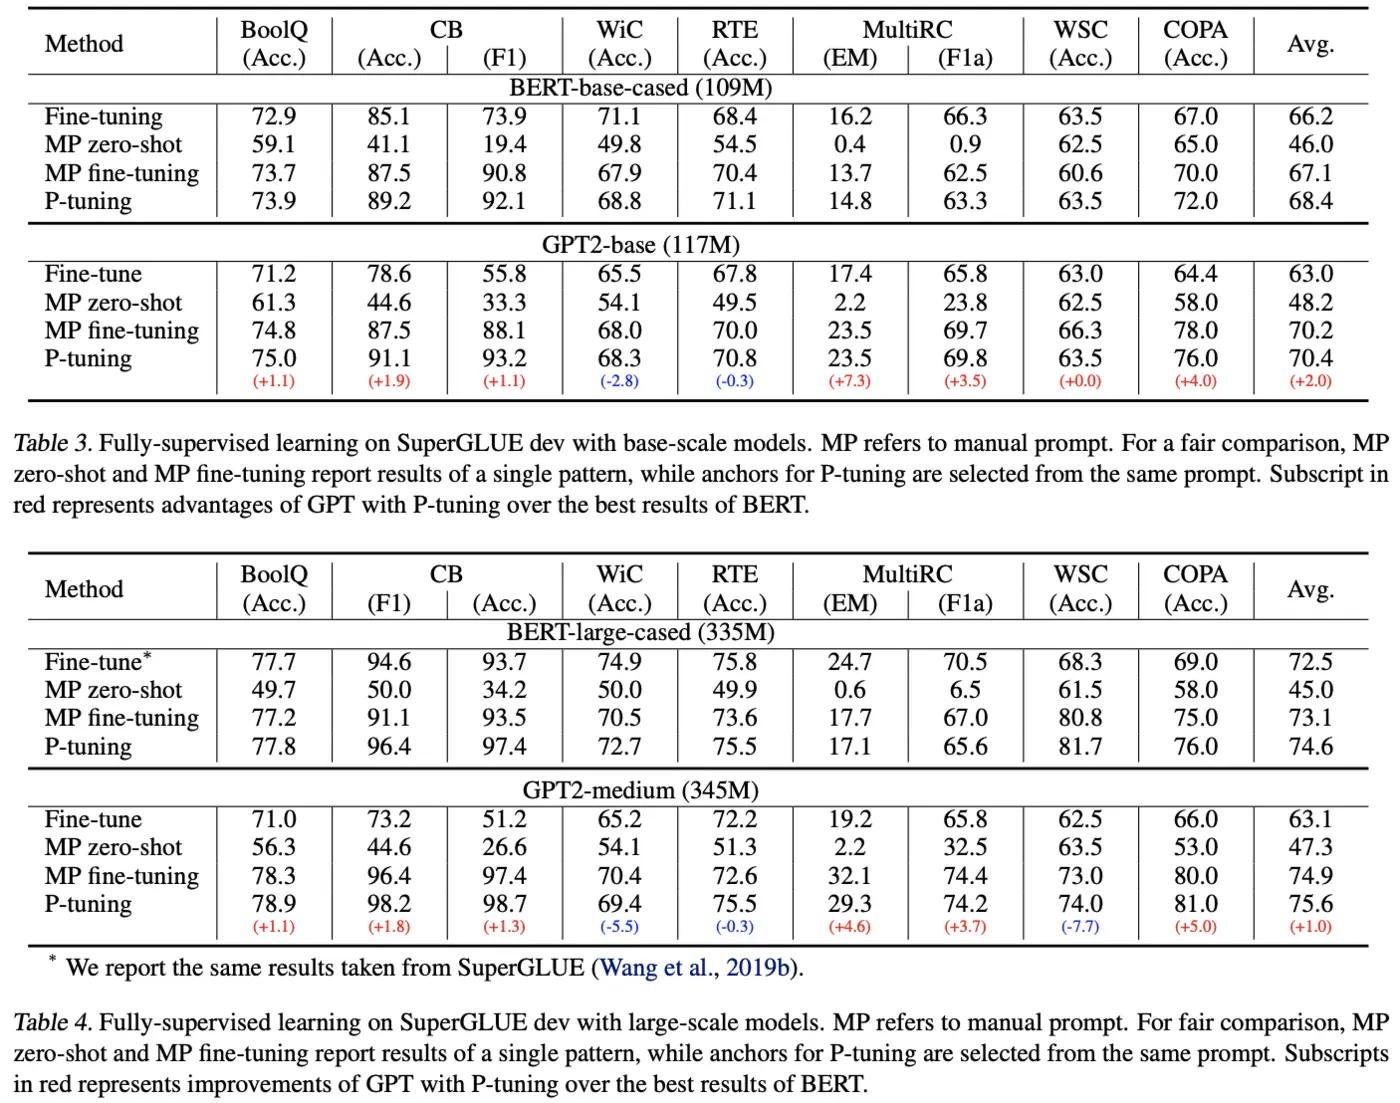 Method BoolQ CB WiC RTE MultiRC WSC COPA Avg.
(Acc.) (Acc.) (F1) (Acc.) (Acc.) (EM) (F1a) (Acc.) (Acc.)
BERT-base-cased (109M)
Fine-tuning 72.9 85.1 73.9 71.1 68.4 16.2 66.3 63.5 67.0 66.2
MP zero-shot 59.1 41.1 19.4 49.8 54.5 0.4 0.9 62.5 65.0 46.0
MP fine-tuning 73.7 87.5 90.8 67.9 70.4 13.7 62.5 60.6 70.0 67.1
P-tuning 73.9 89.2 92.1 68.8 71.1 14.8 63.3 63.5 72.0 68.4
GPT2-base (117M)
Fine-tune 71.2 78.6 55.8 65.5 67.8 17.4 65.8 63.0 64.4 63.0
MP zero-shot 61.3 44.6 33.3 54.1 49.5 2.2 23.8 62.5 58.0 48.2
MP fine-tuning 74.8 87.5 88.1 68.0 70.0 23.5 69.7 66.3 78.0 70.2
P-tuning 75.0 91.1 93.2 68.3 70.8 23.5 69.8 63.5 76.0 70.4
(+1.1) (+1.9) (+1.1) (-2.8) (-0.3) (+7.3) (+3.5) (+0.0) (+4.0) (+2.0)
Table 3. Fully-supervised learning on SuperGLUE dev with base-scale models. MP refers to manual prompt. For a fair comparison, MP
zero-shot and MP fine-tuning report results of a single pattern, while anchors for P-tuning are selected from the same prompt. Subscript in
red represents advantages of GPT with P-tuning over the best results of BERT.
Method BoolQ CB WiC RTE MultiRC WSC COPA Avg.
(Acc.) (F1) (Acc.) (Acc.) (Acc.) (EM) (F1a) (Acc.) (Acc.)
BERT-large-cased (335M)
Fine-tune* 77.7 94.6 93.7 74.9 75.8 24.7 70.5 68.3 69.0 72.5
MP zero-shot 49.7 50.0 34.2 50.0 49.9 0.6 6.5 61.5 58.0 45.0
MP fine-tuning 77.2 91.1 93.5 70.5 73.6 17.7 67.0 80.8 75.0 73.1
P-tuning 77.8 96.4 97.4 72.7 75.5 17.1 65.6 81.7 76.0 74.6
GPT2-medium (345M)
Fine-tune 71.0 73.2 51.2 65.2 72.2 19.2 65.8 62.5 66.0 63.1
MP zero-shot 56.3 44.6 26.6 54.1 51.3 2.2 32.5 63.5 53.0 47.3
MP fine-tuning 78.3 96.4 97.4 70.4 72.6 32.1 74.4 73.0 80.0 74.9
P-tuning 78.9 98.2 98.7 69.4 75.5 29.3 74.2 74.0 81.0 75.6
(+1.1) (+1.8) (+1.3) (-5.5) (-0.3) (+4.6) (+3.7) (-7.7) (+5.0) (+1.0)
* We report the same results taken from SuperGLUE (Wang et al., 2019b).
Table 4. Fully-supervised learning on SuperGLUE dev with large-scale models. MP refers to manual prompt. For fair comparison, MP
zero-shot and MP fine-tuning report results of a single pattern, while anchors for P-tuning are selected from the same prompt. Subscripts
in red represents improvements of GPT with P-tuning over the best results of BERT.